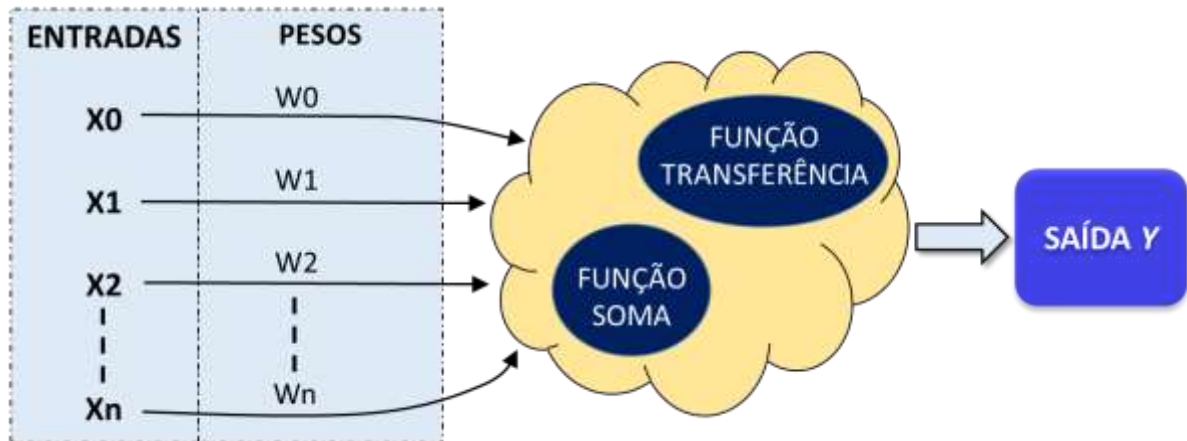 ENTRADAS
PESOS
X0
W0
X1
W1
X2
W2
Xn
Wn
FUNÇÃO
TRANSFERÊNCIA
FUNÇÃO
SOMA
SAÍDA Y